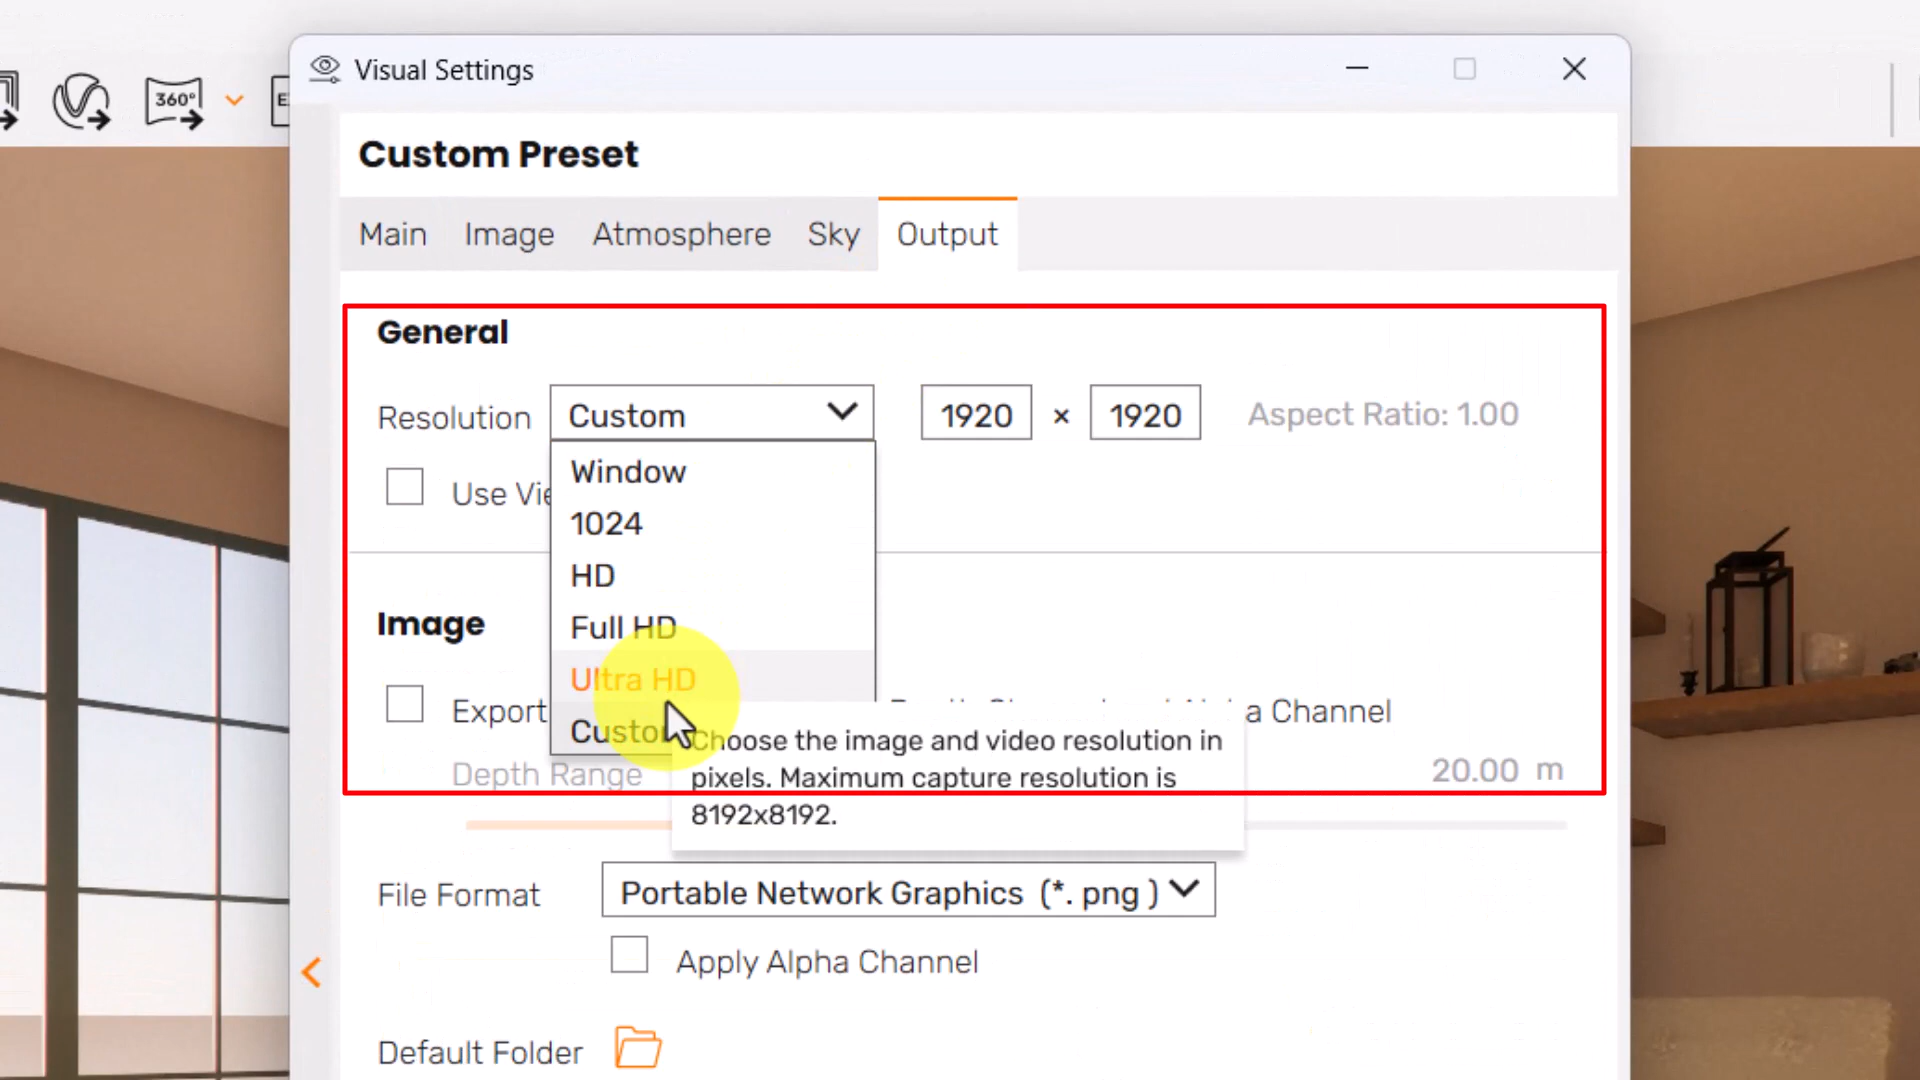 360°
Visual Settings
Custom Preset
Main Image Atmosphere Sky Output
General
Resolution Custom 1920 × 1920 Aspect Ratio: 1.00
Window
Use
1024
HD
Image
Full HD
Ultra HD
Export a Channel
Custom
Choose the image and video resolution in
pixels. Maximum capture resolution is
8192x8192.
Depth Range 20.00 m
File Format Portable Network Graphics (*. png )
Apply Alpha Channel
Default Folder